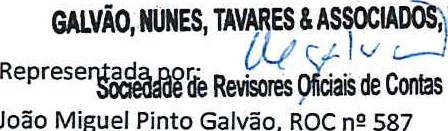 GALVÃO, NUNES, TAVARES & ASSOCIADOS,
Representada por:
Sociedade de Revisores Oficiais de Contas
João Miguel Pinto Galvão, ROC nº 587